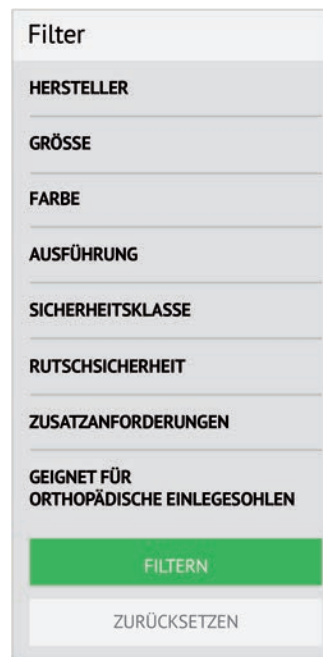 Filter
HERSTELLER
GRÖSSE
FARBE
AUSFÜHRUNG
SICHERHEITSKLASSE
RUTSCHSICHERHEIT
ZUSATZANFORDERUNGEN
GEIGNET FÜR
ORTHOPÄDISCHE EINLEGESOHLEN
FILTERN
ZURÜCKSETZEN